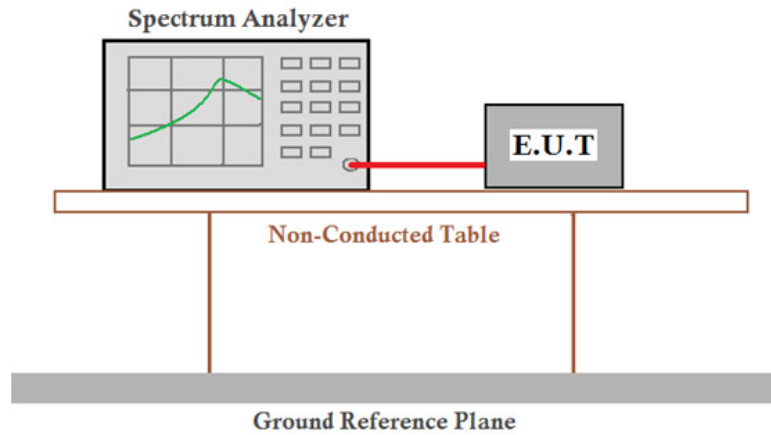 Spectrum Analyzer
E.U.T
Non-Conducted Table
Ground Reference Plane